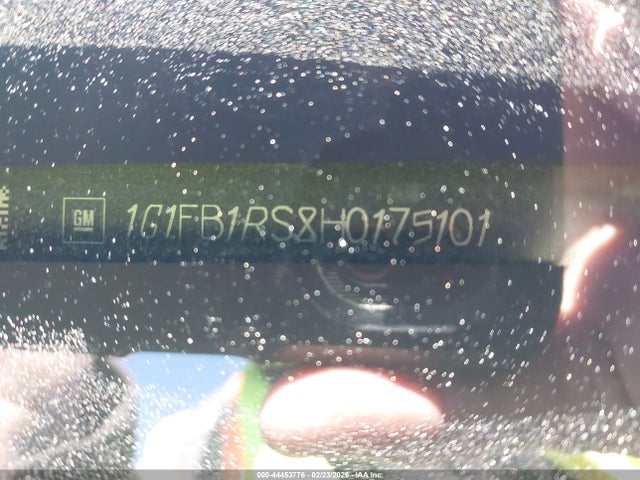 GM 1G1FB1RS8H0175101
000-44453776 - 02/23/2026 - IAA Inc.